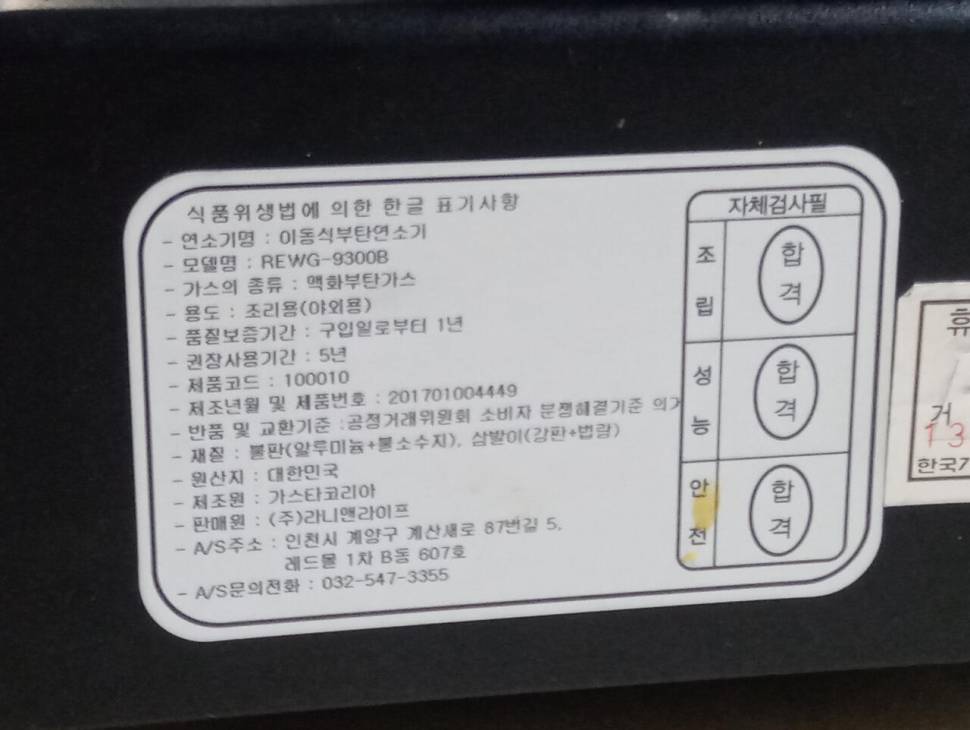 식품위생법에 의한 한글 표기사항
- 연소기명 : 이동식부탄연소기
- 모델명 : REWG-9300B
- 가스의 종류 : 액화부탄가스
- 용도 : 조리용(야외용)
- 품질보증기간 : 구입일로부터 1년
- 권장사용기간 : 5년
- 제품코드 : 100010
- 제조년월 및 제품번호 : 201701004449
- 반품 및 교환기준 :공정거래위원회 소비자 분쟁해결기준 의거
- 재질 : 불판(알루미늄+불소수지), 삼발이(강판+법랑)
- 원산지 : 대한민국
- 제조원 : 가스타코리아
- 판매원 : (주)라니앤라이프
- A/S주소 : 인천시 계양구 계산새로 87번길 5,
레드몰 1차 B동 607호
- A/S문의전화 : 032-547-3355
자체검사필
조립 합격
성능 합격
안전 합격
휴
거
13
한국가